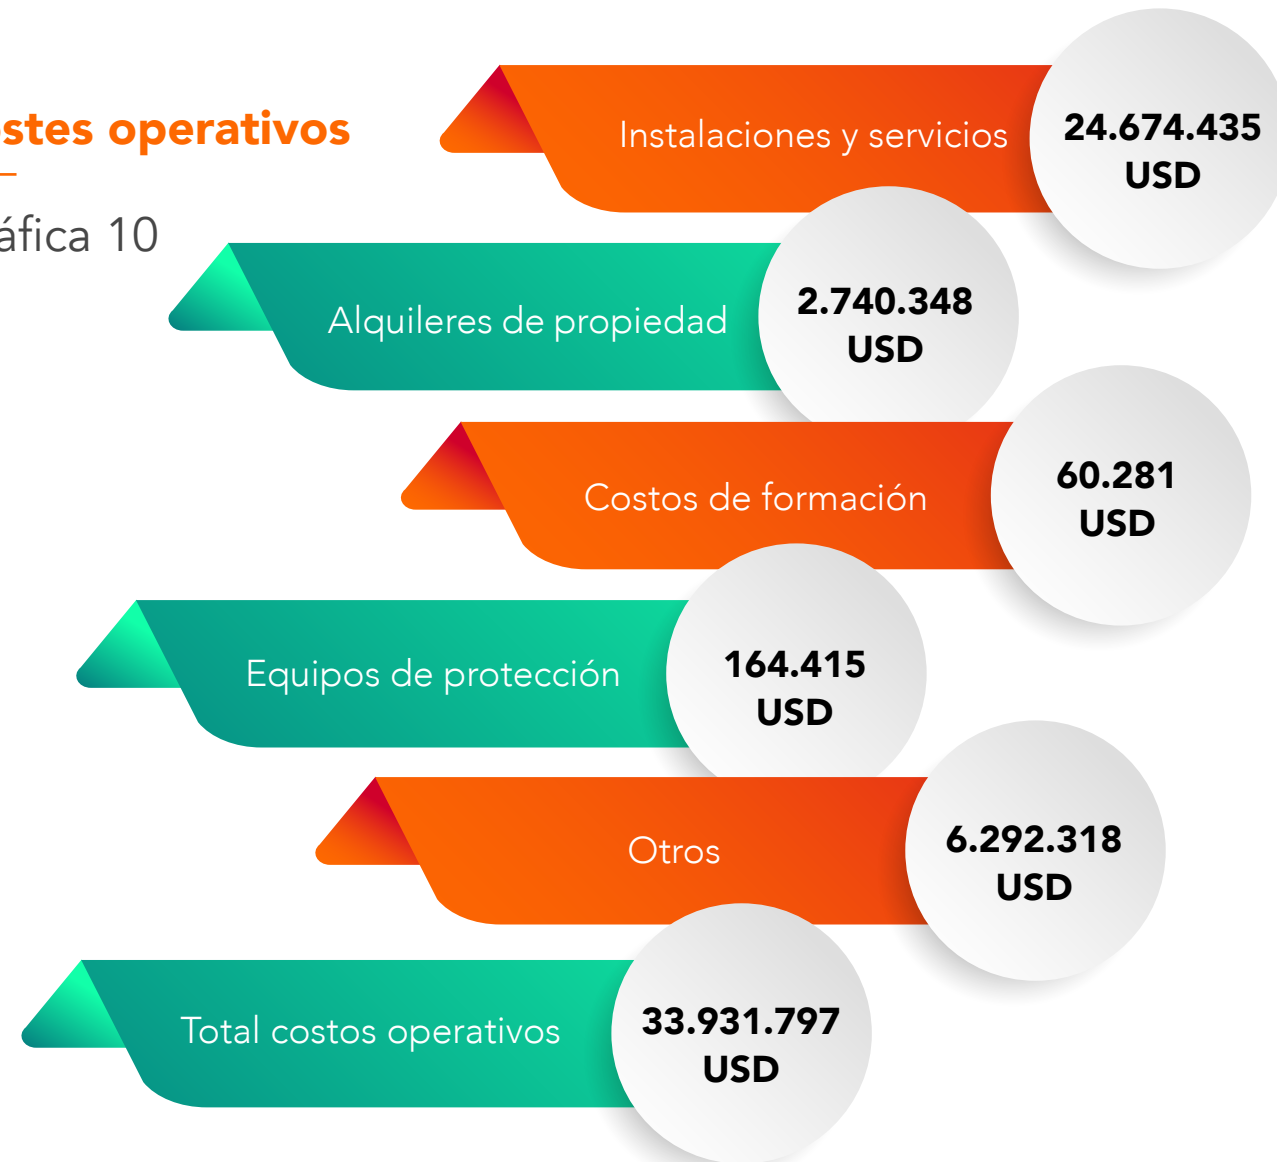 stes operativos
áfica 10
Instalaciones y servicios
24.674.435
USD
Alquileres de propiedad
2.740.348
USD
Costos de formación
60.281
USD
Equipos de protección
164.415
USD
Otros
6.292.318
USD
Total costos operativos
33.931.797
USD